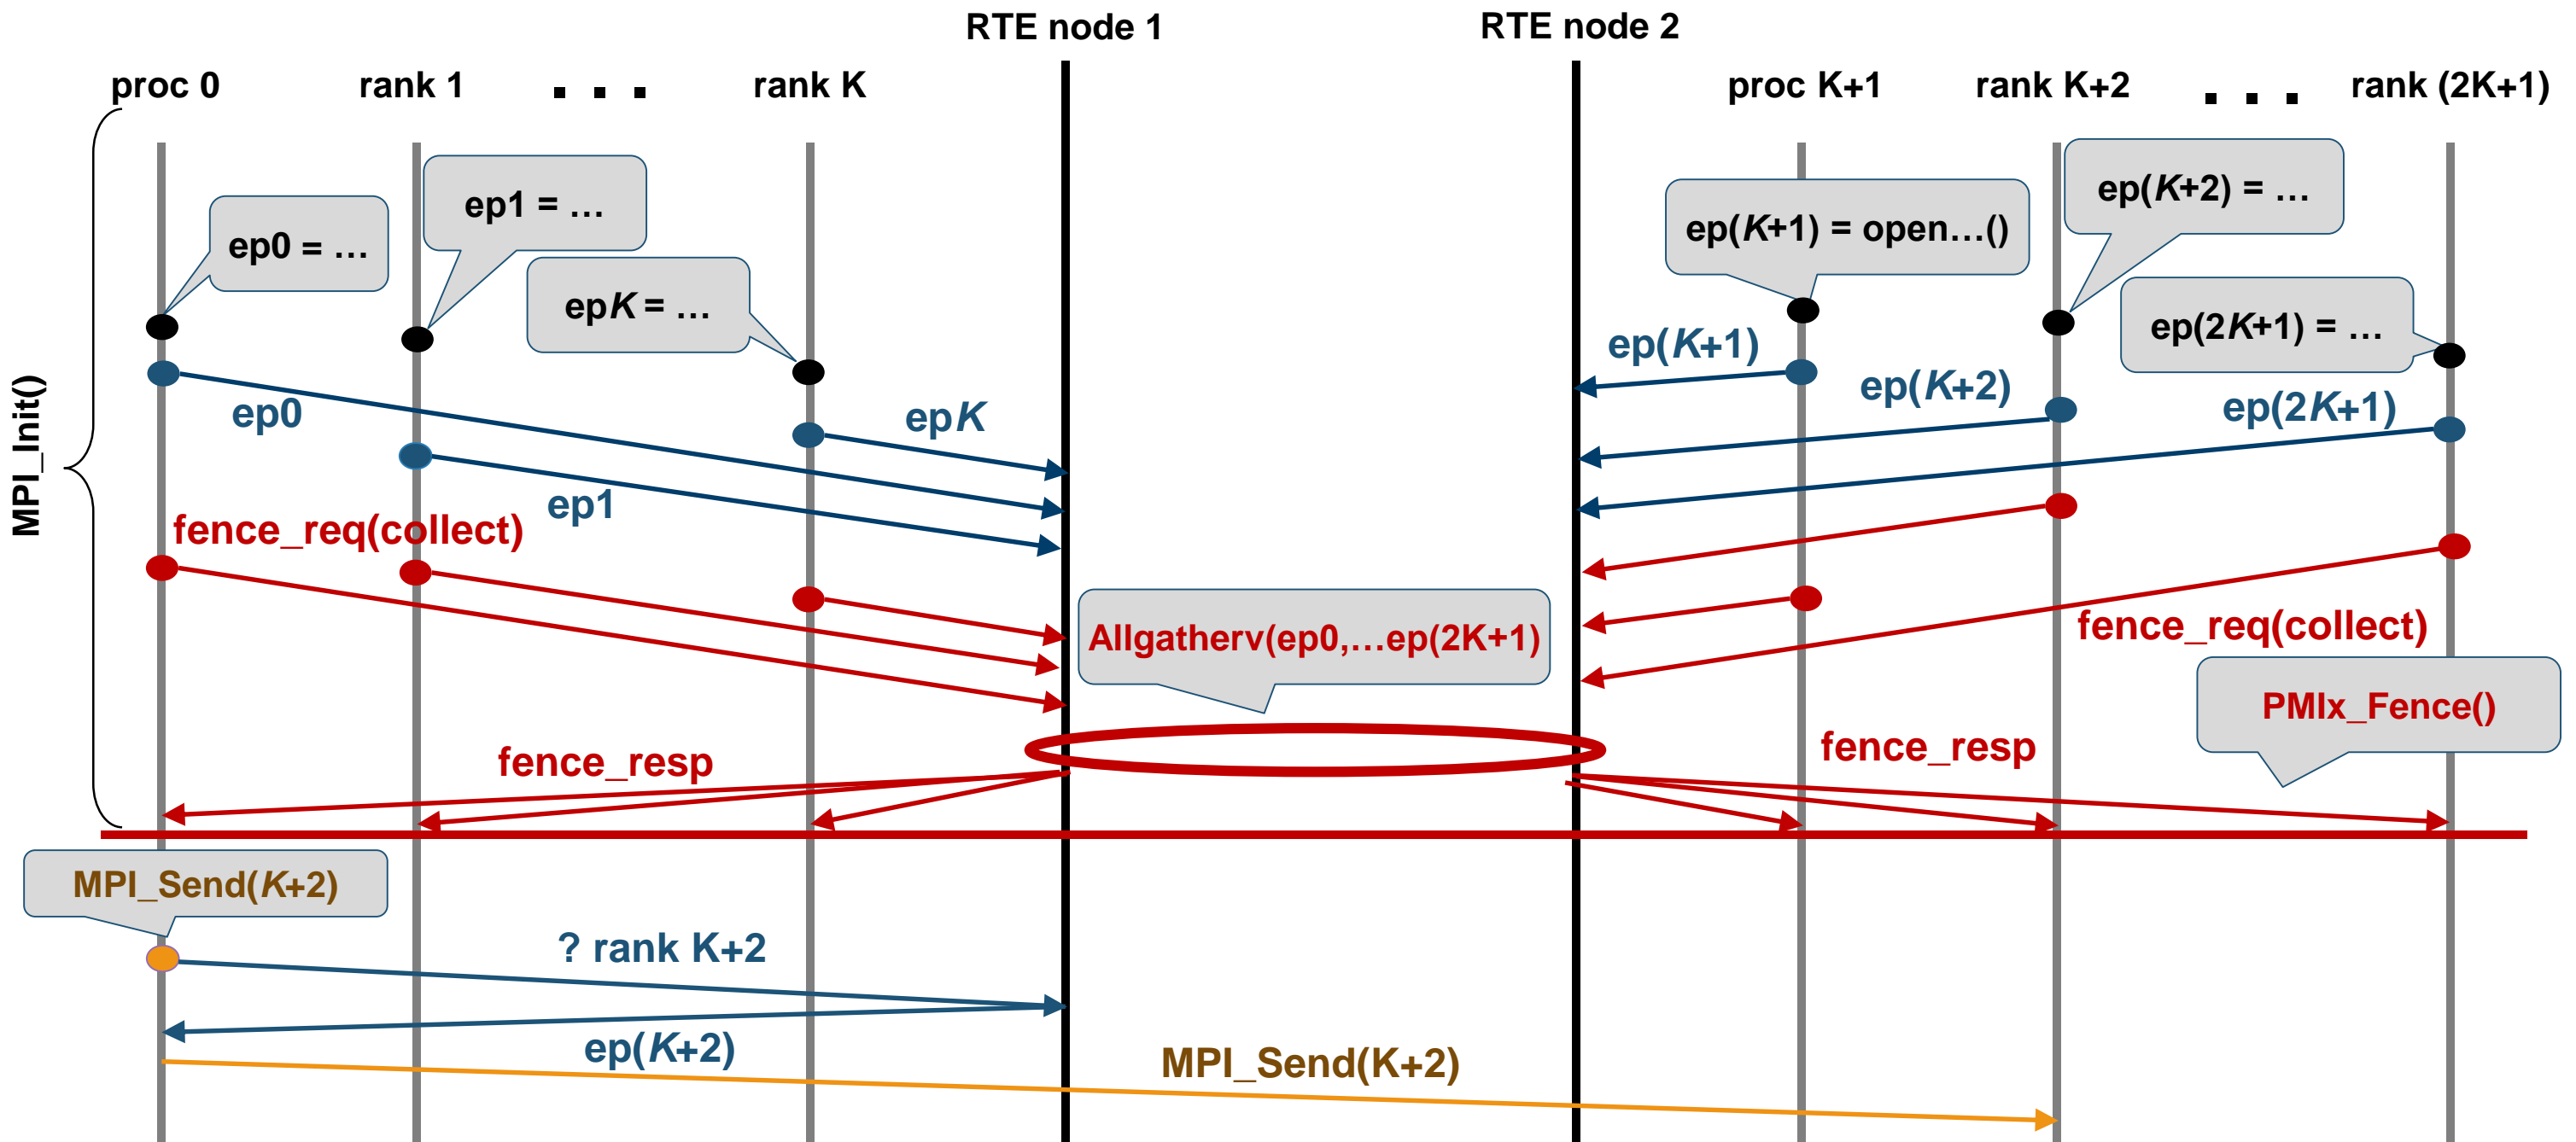 RTE node 1
RTE node 2
proc 0
rank 1
. . .
rank K
proc K+1
rank K+2
. . .
rank (2K+1)
MPI_Init()
ep0 = …
ep1 = …
epK = …
ep(K+1) = open…()
ep(K+2) = …
ep(2K+1) = …
ep0
epK
ep1
ep(K+1)
ep(K+2)
ep(2K+1)
fence_req(collect)
Allgatherv(ep0,…ep(2K+1)
fence_req(collect)
PMIx_Fence()
fence_resp
fence_resp
MPI_Send(K+2)
? rank K+2
ep(K+2)
MPI_Send(K+2)